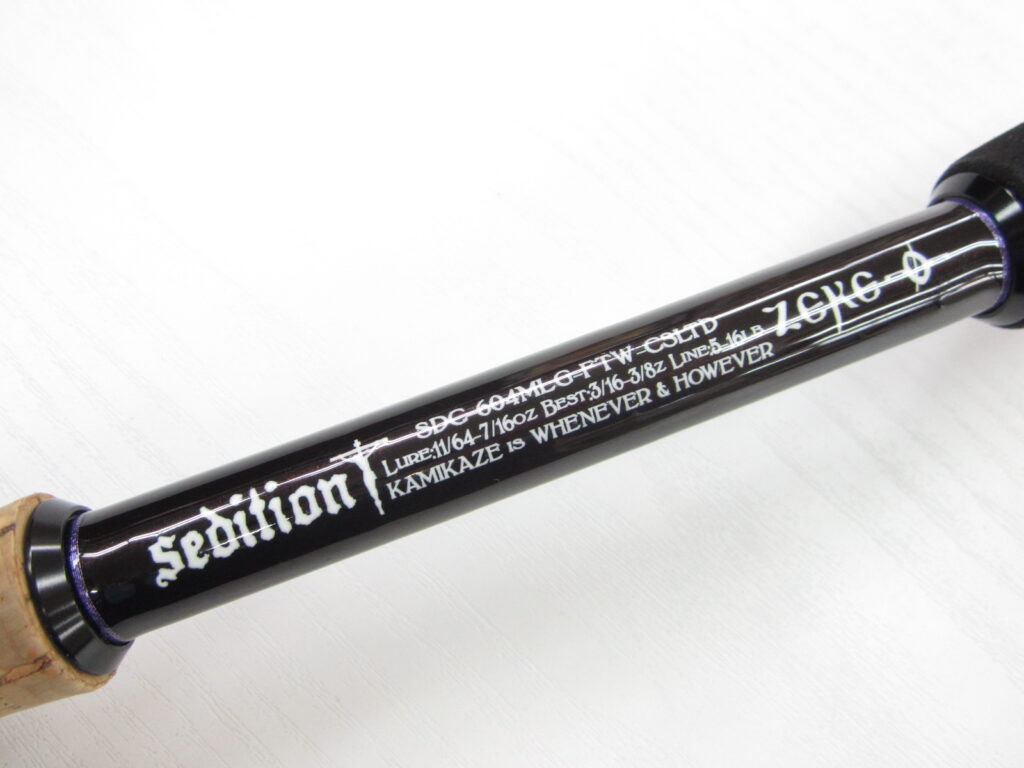 sedition
SDC-604MLG-FTW-CSLTD
LURE:11/64-7/16OZ BEST:3/16-3/8Z LINE:5-16LB
KAMIKAZE IS WHENEVER & HOWEVER